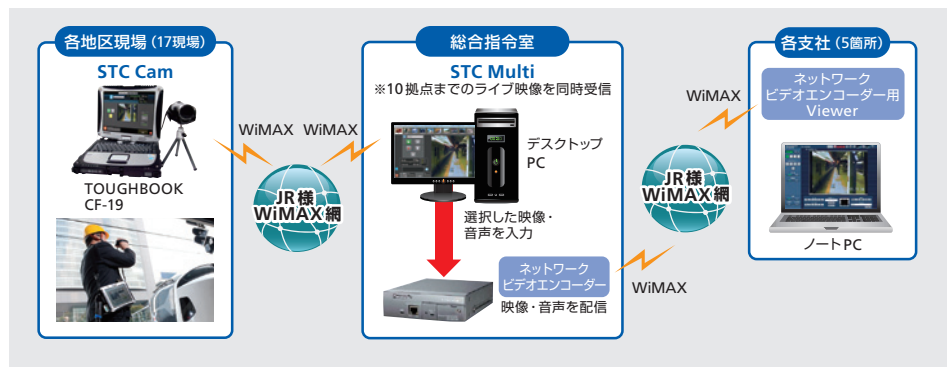 各地区現場（17現場）
STC Cam
TOUGHBOOK
CF-19
WiMAX
JR様
WiMAX網
WiMAX
総合指令室
STC Multi
※10拠点までのライブ映像を同時受信
デスクトップ
PC
選択した映像・
音声を入力
ネットワーク
ビデオエンコーダー
映像・音声を配信
WiMAX
JR様
WiMAX網
WiMAX
各支社（5箇所）
ネットワーク
ビデオエンコーダー用
Viewer
ノートPC